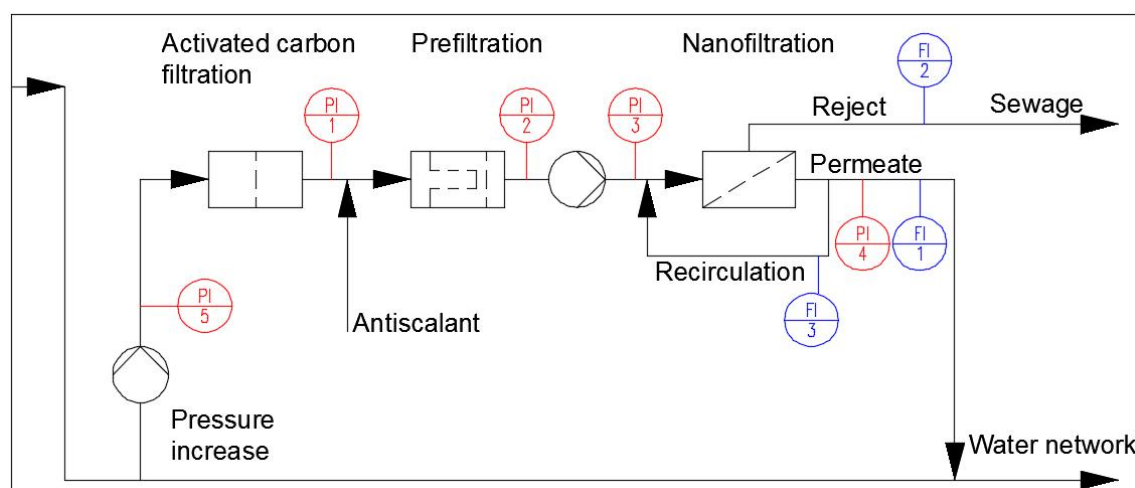 Activated carbon
filtration
Prefiltration
Nanofiltration
FI
2
PI
1
PI
2
PI
3
Reject
Sewage
Permeate
PI
4
FI
1
Recirculation
PI
5
FI
3
Antiscalant
Pressure
increase
Water network